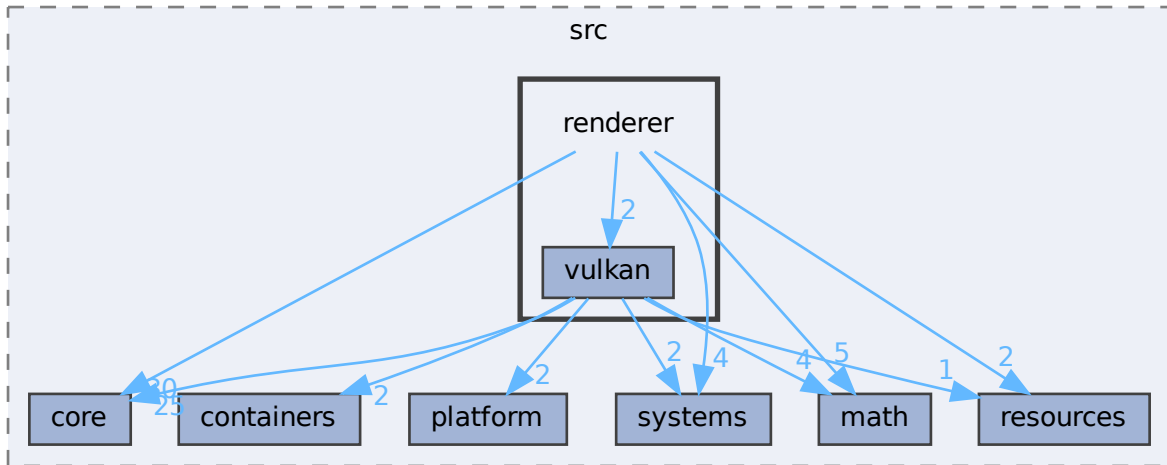 src
renderer
2
vulkan
2
4
4
5
2
1
2
2
25
core
containers
platform
systems
math
resources